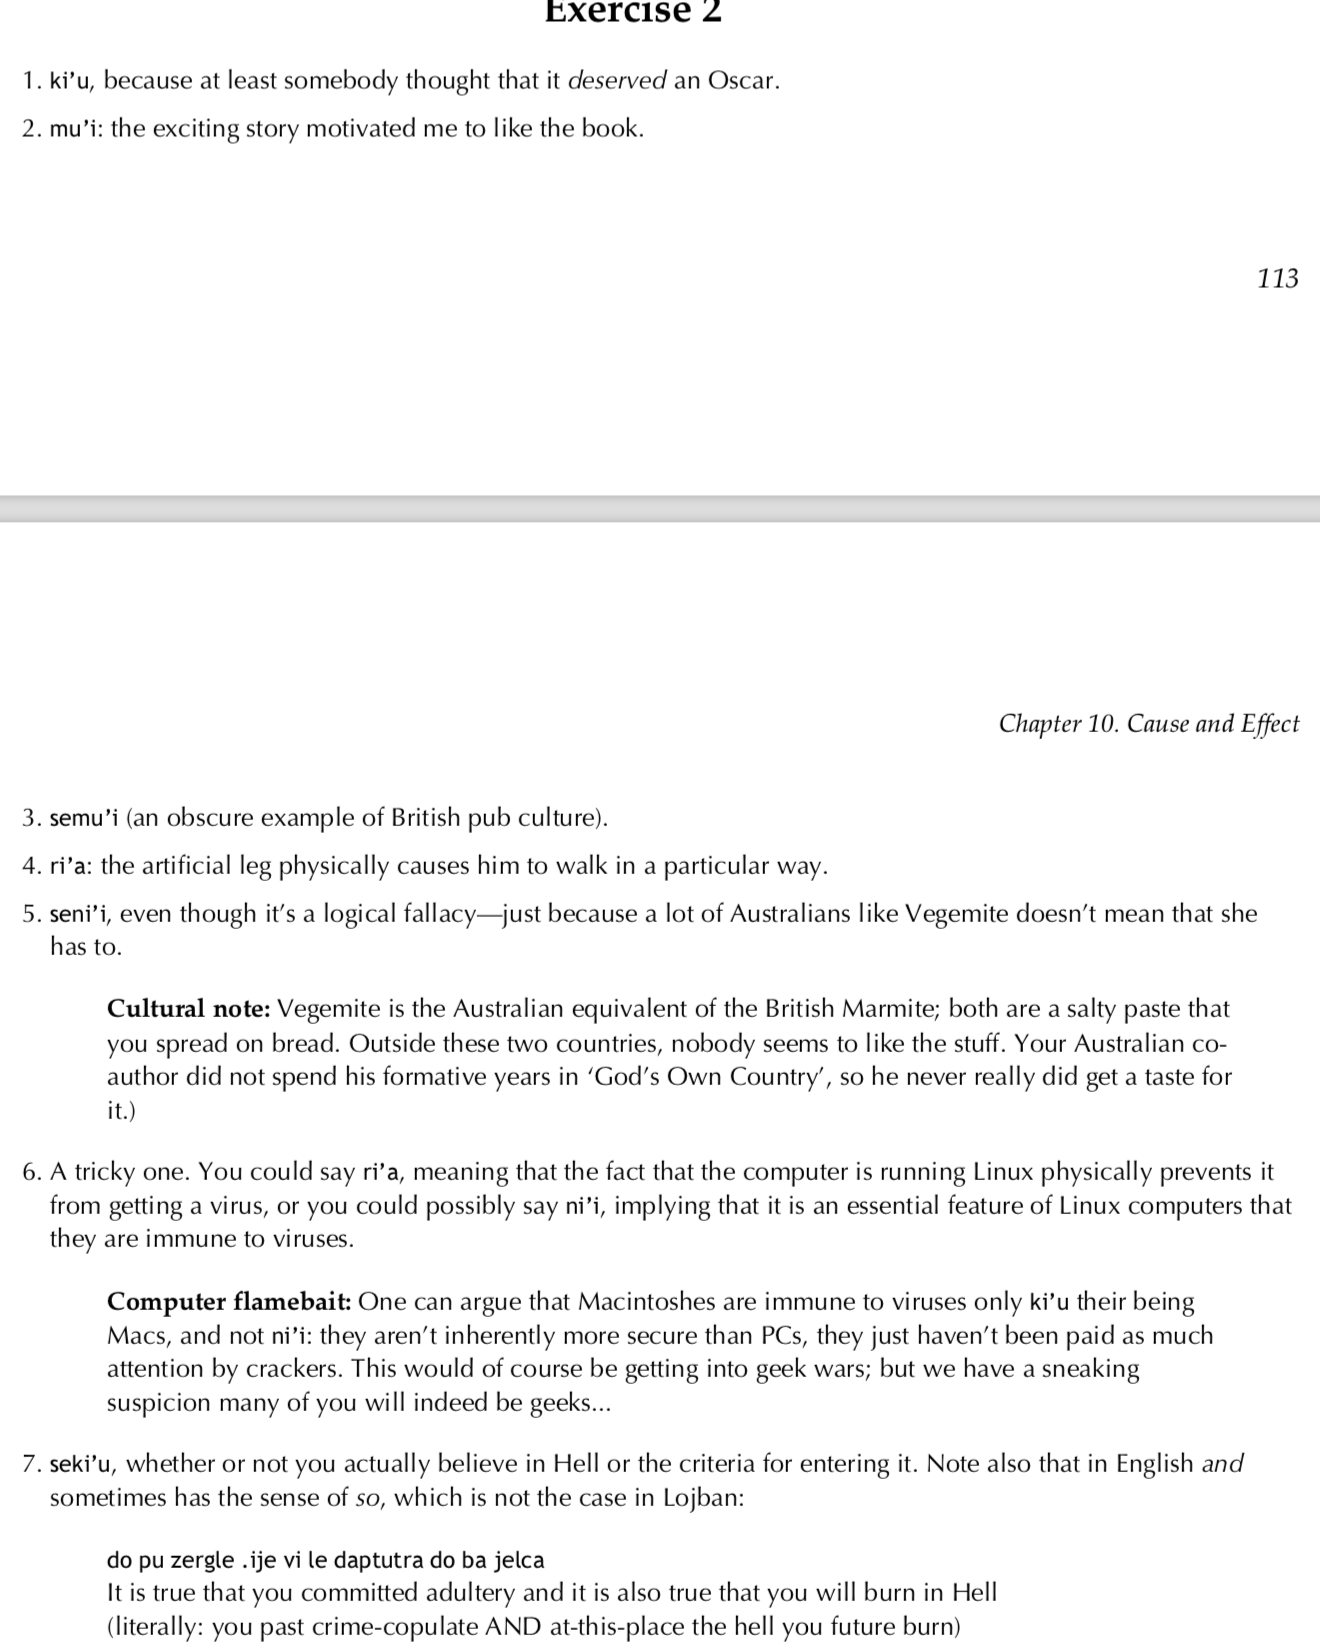 Exercise 2
1. ki’u, because at least somebody thought that it deserved an Oscar.
2. mu’i: the exciting story motivated me to like the book.
113
Chapter 10. Cause and Effect
3. semu’i (an obscure example of British pub culture).
4. ri’a: the artificial leg physically causes him to walk in a particular way.
5. seni’i, even though it’s a logical fallacy—just because a lot of Australians like Vegemite doesn’t mean that she
has to.
Cultural note: Vegemite is the Australian equivalent of the British Marmite; both are a salty paste that
you spread on bread. Outside these two countries, nobody seems to like the stuff. Your Australian co-
author did not spend his formative years in ‘God’s Own Country’, so he never really did get a taste for
it.)
6. A tricky one. You could say ri’a, meaning that the fact that the computer is running Linux physically prevents it
from getting a virus, or you could possibly say ni’i, implying that it is an essential feature of Linux computers that
they are immune to viruses.
Computer flamebait: One can argue that Macintoshes are immune to viruses only ki’u their being
Macs, and not ni’i: they aren’t inherently more secure than PCs, they just haven’t been paid as much
attention by crackers. This would of course be getting into geek wars; but we have a sneaking
suspicion many of you will indeed be geeks...
7. seki’u, whether or not you actually believe in Hell or the criteria for entering it. Note also that in English and
sometimes has the sense of so, which is not the case in Lojban:
do pu zergle .ije vi le daptutra do ba jelca
It is true that you committed adultery and it is also true that you will burn in Hell
(literally: you past crime-copulate AND at-this-place the hell you future burn)